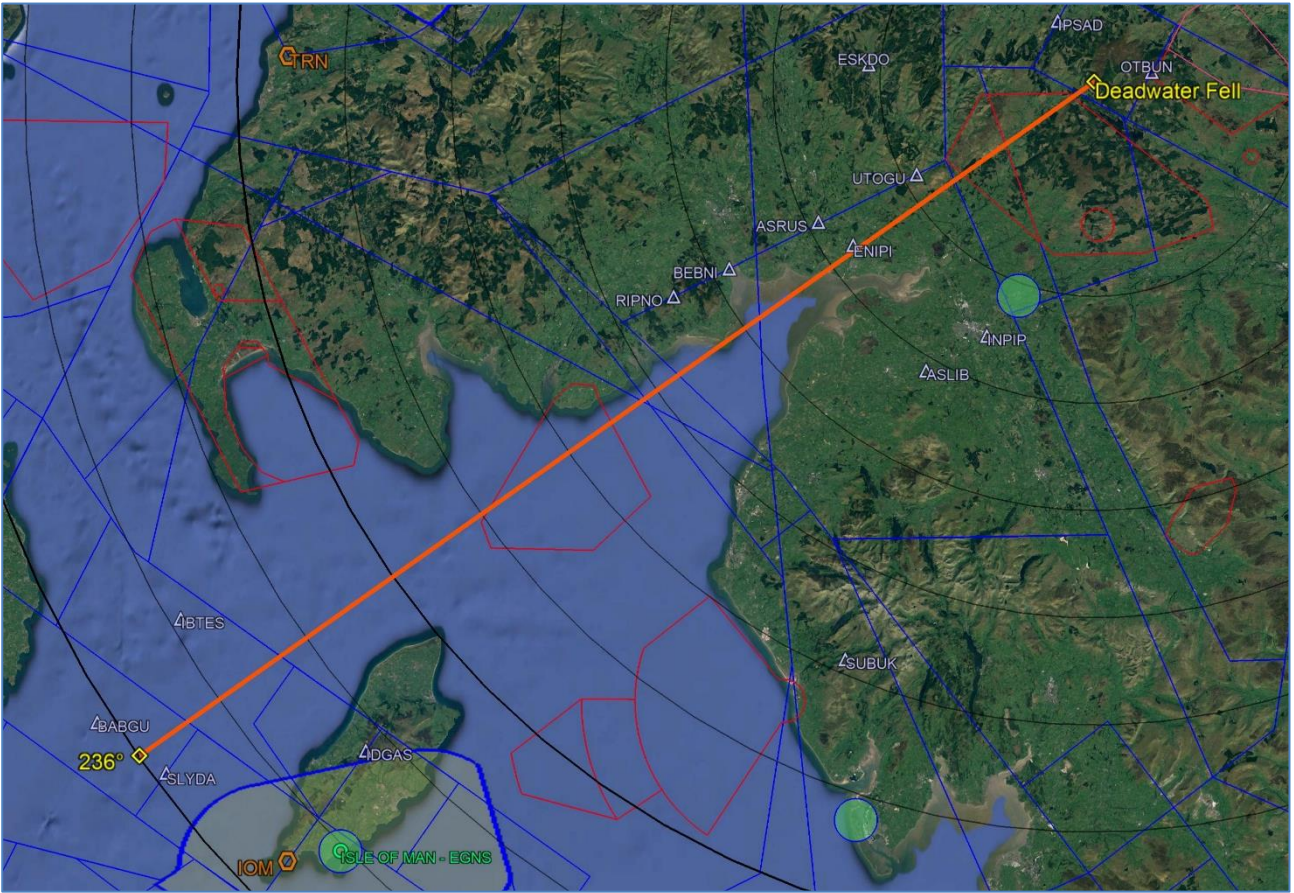 PSAD
TRN
ESKDO
OTBUN
Deadwater Fell
UTOGU
ASRUS
ENIPI
BEBNI
RIPNO
INPIP
ASLIB
IBTES
SUBUK
BABGU
236°
SLYDA
DGAS
IOM
ISLE OF MAN - EGNS